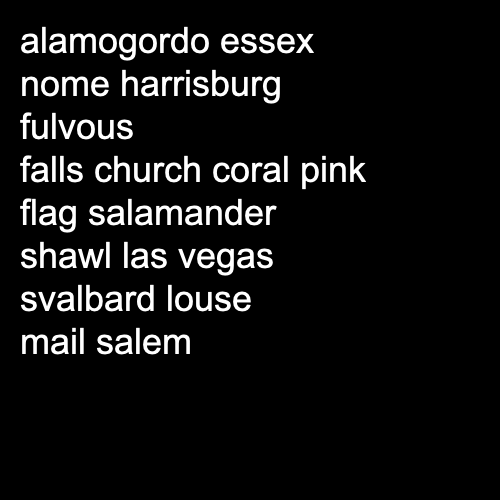 alamogordo essex
nome harrisburg
fulvous
falls church coral pink
flag salamander
shawl las vegas
svalbard louse
mail salem